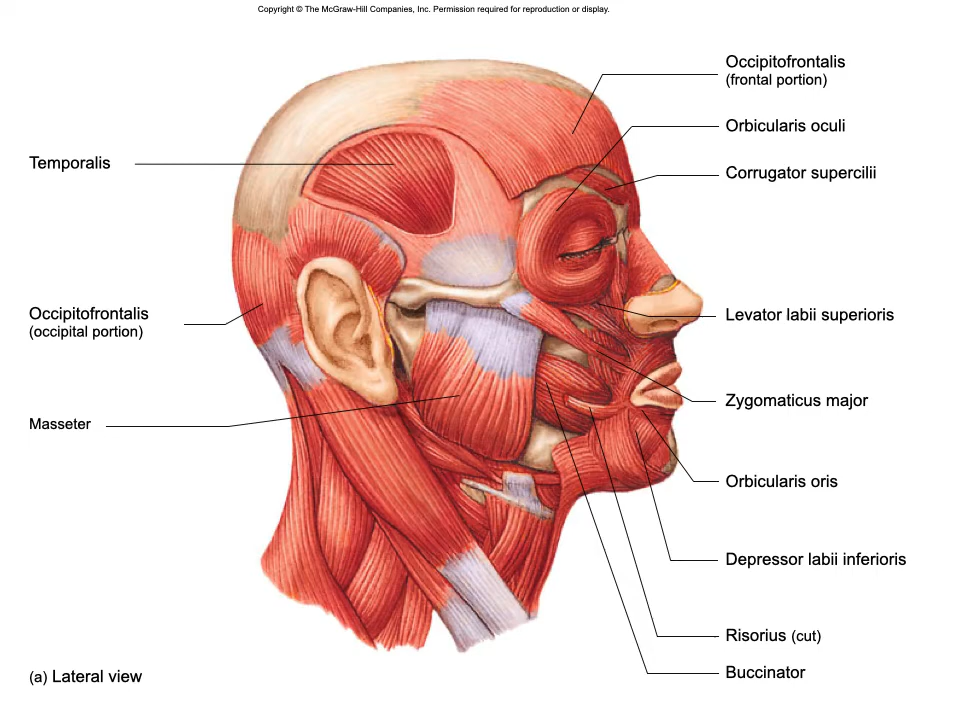 Copyright © The McGraw-Hill Companies, Inc. Permission required for reproduction or display.
Occipitofrontalis
(frontal portion)
Orbicularis oculi
Temporalis
Corrugator supercilii
Occipitofrontalis
(occipital portion)
Levator labii superioris
Zygomaticus major
Masseter
Orbicularis oris
Depressor labii inferioris
Risorius (cut)
Buccinator
(a) Lateral view